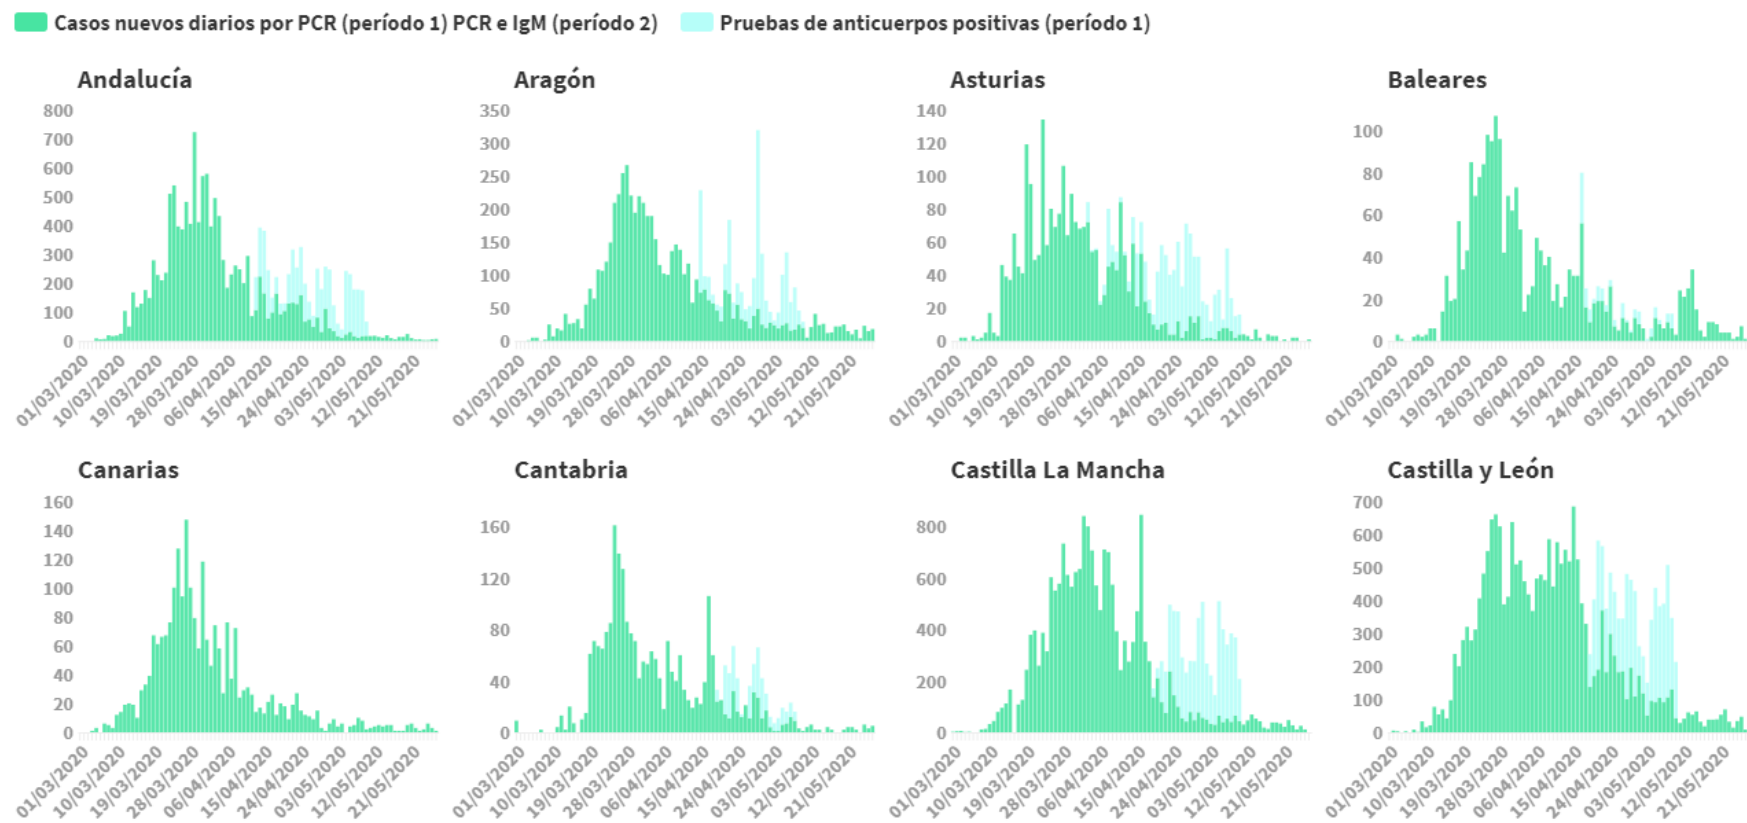 Casos nuevos diarios por PCR (período 1) PCR e IgM (período 2) Pruebas de anticuerpos positivas (período 1)
Andalucía Aragón Asturias Baleares
800 350 140
700 300 120 100
600 250 100 80
500 200 80 60
400 150 60 40
300 100 40 20
200 50 20 0
100 0 0
0
01/03/2020 10/03/2020 19/03/2020 28/03/2020 06/04/2020 15/04/2020 24/04/2020 03/05/2020 12/05/2020 21/05/2020
01/03/2020 10/03/2020 19/03/2020 28/03/2020 06/04/2020 15/04/2020 24/04/2020 03/05/2020 12/05/2020 21/05/2020
01/03/2020 10/03/2020 19/03/2020 28/03/2020 06/04/2020 15/04/2020 24/04/2020 03/05/2020 12/05/2020 21/05/2020
01/03/2020 10/03/2020 19/03/2020 28/03/2020 06/04/2020 15/04/2020 24/04/2020 03/05/2020 12/05/2020 21/05/2020
Canarias Cantabria Castilla La Mancha Castilla y León
160 160 800 700
140 120 600 600
120 80 400 500
100 40 200 400
80 0 0 300
60 200
40 100
20 0
0
01/03/2020 10/03/2020 19/03/2020 28/03/2020 06/04/2020 15/04/2020 24/04/2020 03/05/2020 12/05/2020 21/05/2020
01/03/2020 10/03/2020 19/03/2020 28/03/2020 06/04/2020 15/04/2020 24/04/2020 03/05/2020 12/05/2020 21/05/2020
01/03/2020 10/03/2020 19/03/2020 28/03/2020 06/04/2020 15/04/2020 24/04/2020 03/05/2020 12/05/2020 21/05/2020
01/03/2020 10/03/2020 19/03/2020 28/03/2020 06/04/2020 15/04/2020 24/04/2020 03/05/2020 12/05/2020 21/05/2020